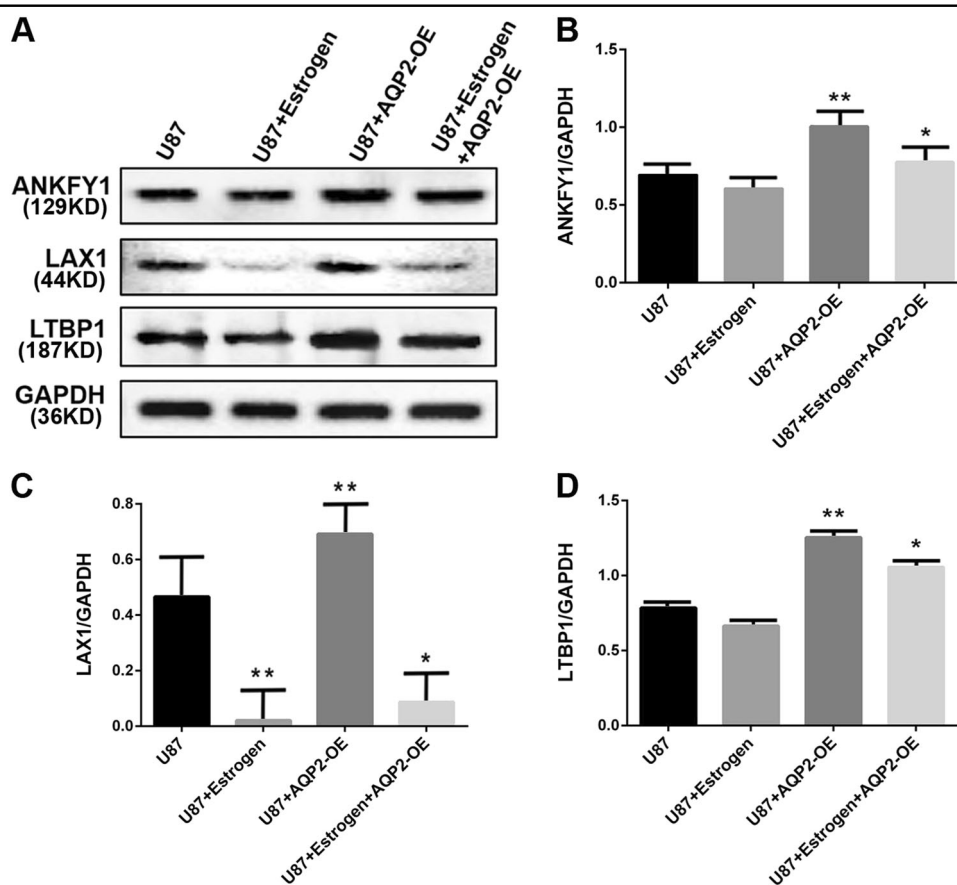 A
U87
U87+Estrogen
U87+AQP2-OE
U87+Estrogen
+AQP2-OE
ANKFY1
(129KD)
LAX1
(44KD)
LTBP1
(187KD)
GAPDH
(36KD)
B
ANKFY1/GAPDH
1.5
1.0
0.5
0.0
**
*
U87
U87+Estrogen
U87+AQP2-OE
U87+Estrogen+AQP2-OE
C
LAX1/GAPDH
0.8
0.6
0.4
0.2
0.0
**
**
*
U87
U87+Estrogen
U87+AQP2-OE
U87+Estrogen+AQP2-OE
D
LTBP1/GAPDH
1.5
1.0
0.5
0.0
**
*
U87
U87+Estrogen
U87+AQP2-OE
U87+Estrogen+AQP2-OE